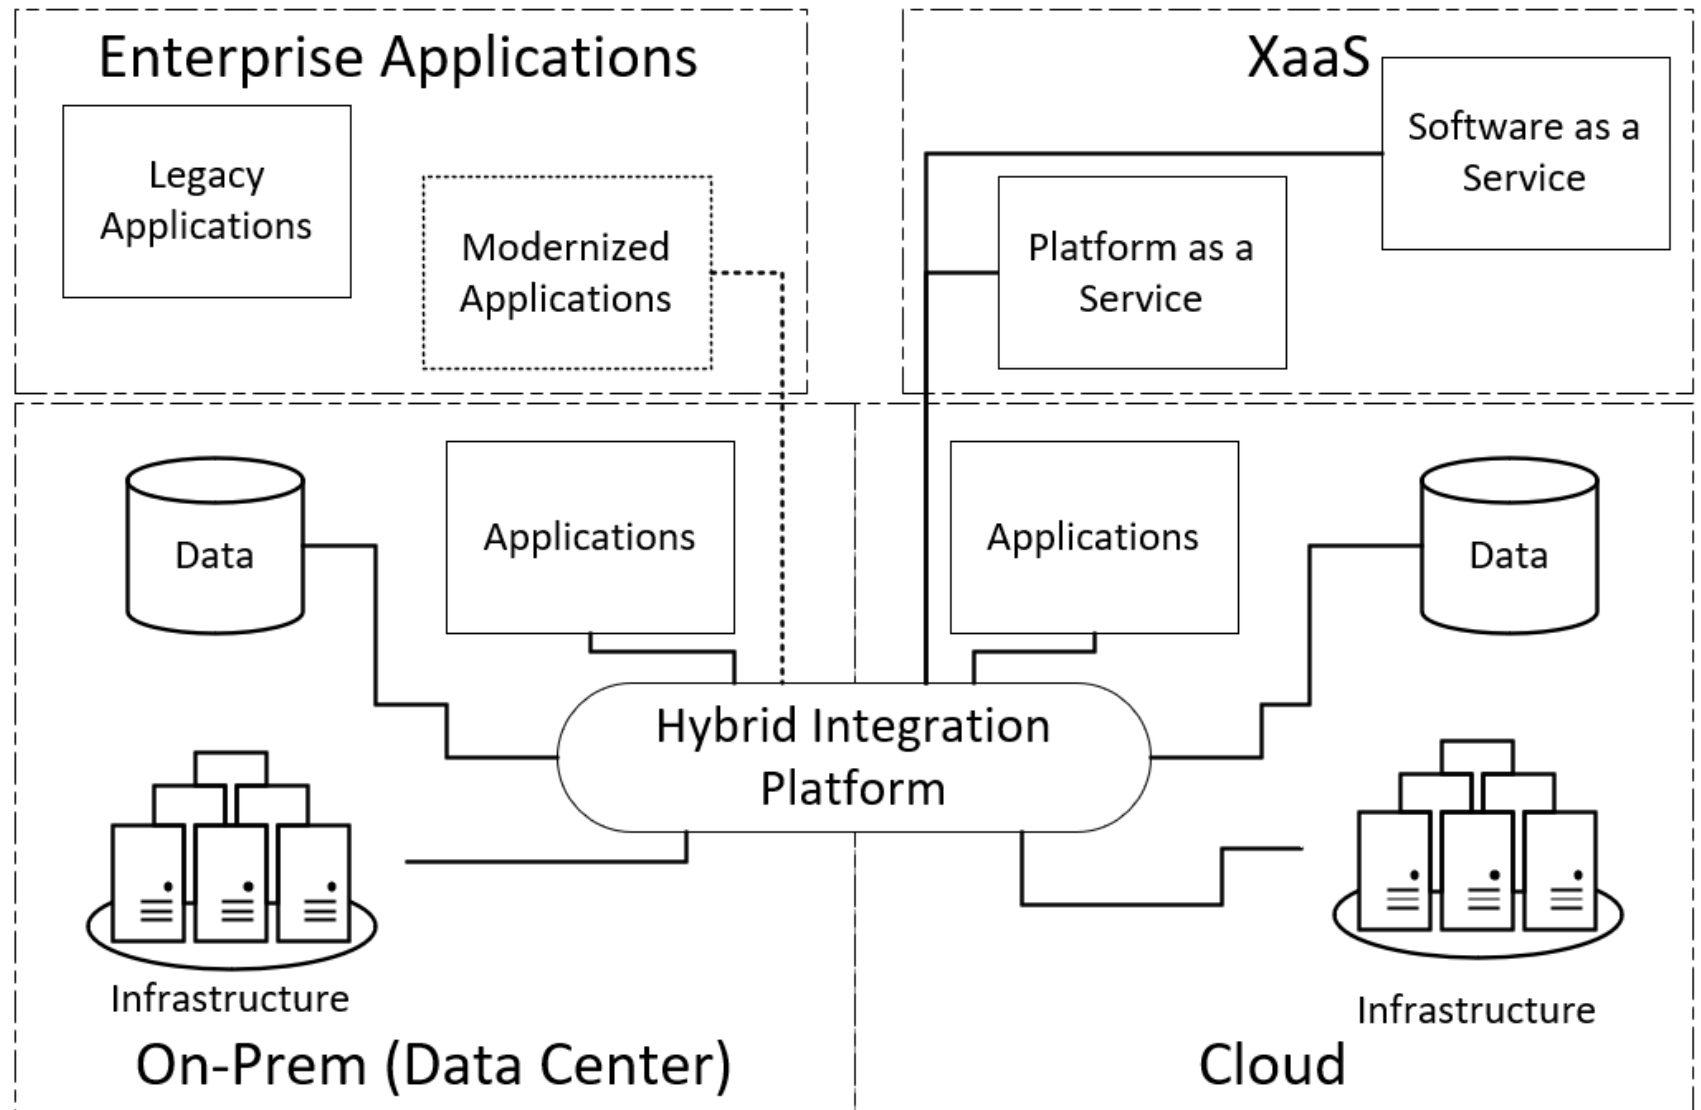 Enterprise Applications
XaaS
Legacy
Applications
Modernized
Applications
Software as a
Service
Platform as a
Service
Data
Applications
Applications
Data
Hybrid Integration
Platform
Infrastructure
Infrastructure
On-Prem (Data Center)
Cloud